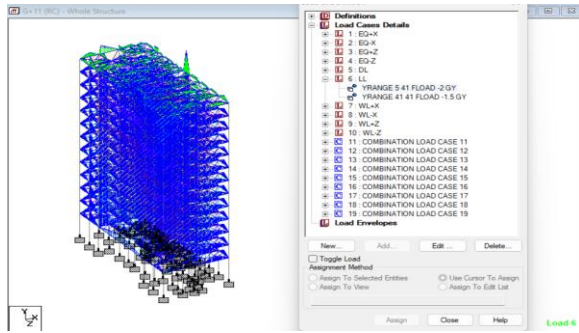 G+11 (RC) - Whole Structure
Definitions
Load Cases Details
1 : EQ+X
2 : EQ-X
3 : EQ+Z
4 : EQ-Z
5 : DL
6 : LL
YRANGE 5 41 FLOAD -2 GY
YRANGE 41 41 FLOAD -1.5 GY
7 : WL+X
8 : WL-X
9 : WL+Z
10 : WL-Z
11 : COMBINATION LOAD CASE 11
12 : COMBINATION LOAD CASE 12
13 : COMBINATION LOAD CASE 13
14 : COMBINATION LOAD CASE 14
15 : COMBINATION LOAD CASE 15
16 : COMBINATION LOAD CASE 16
17 : COMBINATION LOAD CASE 17
18 : COMBINATION LOAD CASE 18
19 : COMBINATION LOAD CASE 19
Load Envelopes
New... Add... Edit ... Delete...
Toggle Load
Assignment Method
Assign To Selected Entities Use Cursor To Assign
Assign To View Assign To Edit List
Assign Close Help
Y X Z
Load 6